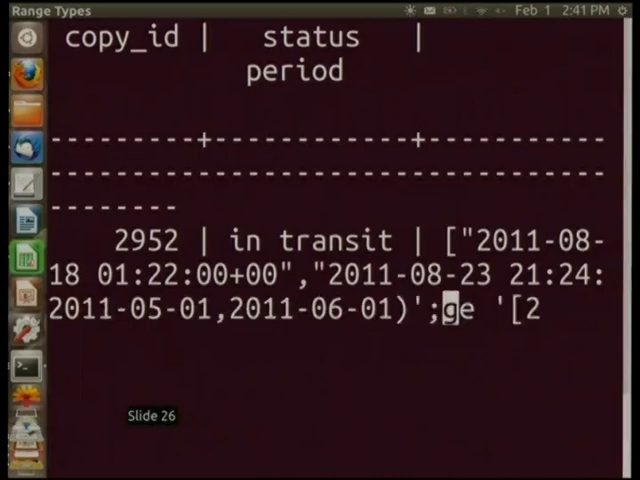 Range Types
Feb 1 2:41 PM
copy_id | status |
period
---------+------------+-----------
---------------------------------
--------
2952 | in transit | ["2011-08-
18 01:22:00+00","2011-08-23 21:24:
2011-05-01,2011-06-01)';ge '[2
Slide 26